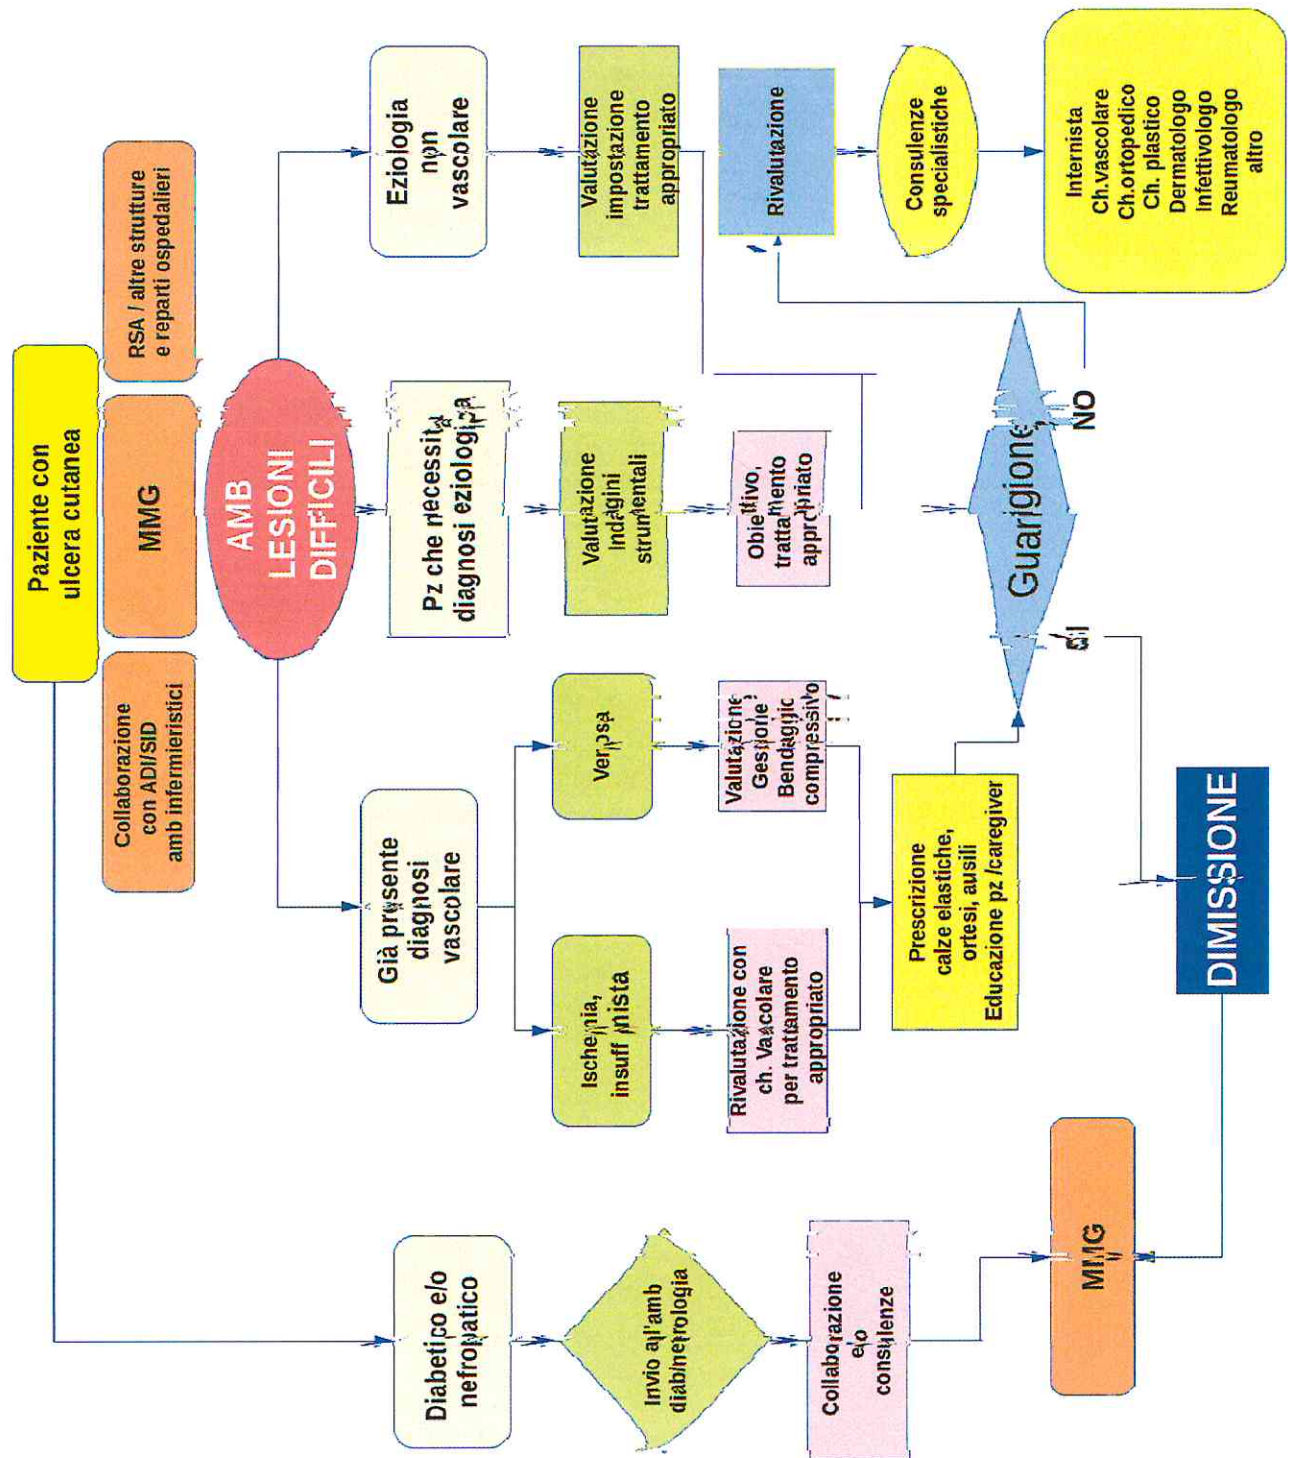 Paziente con
ulcera cutanea
Collaborazione
con ADI/SID
amb infermieristici
MMG
RSA / altre strutture
e reparti ospedalieri
AMB
LESIONI
DIFFICILI
Diabetico e/o
nefropatico
Già presente
diagnosi
vascolare
Pz che necessita
diagnosi eziologica
Eziologia
non
vascolare
Invio all'amb
diab/nefrologia
Ischemia,
insuff mista
Venosa
Valutazione
Indagini
strumentali
Valutazione
impostazione
trattamento
appropriato
Collaborazione
e/o
consulenze
Rivalutazione con
ch. Vascolare
per trattamento
appropriato
Valutazione
Gestione
Bendaggio
compressivo
Obiettivo,
trattamento
appropriato
Rivalutazione
Prescrizione
calze elastiche,
ortesi, ausili
Educazione pz /caregiver
Consulenze
specialistiche
Guarigione
SI
NO
MMG
DIMISSIONE
Internista
Ch.vascolare
Ch.ortopedico
Ch. plastico
Dermatologo
Infettivologo
Reumatologo
altro